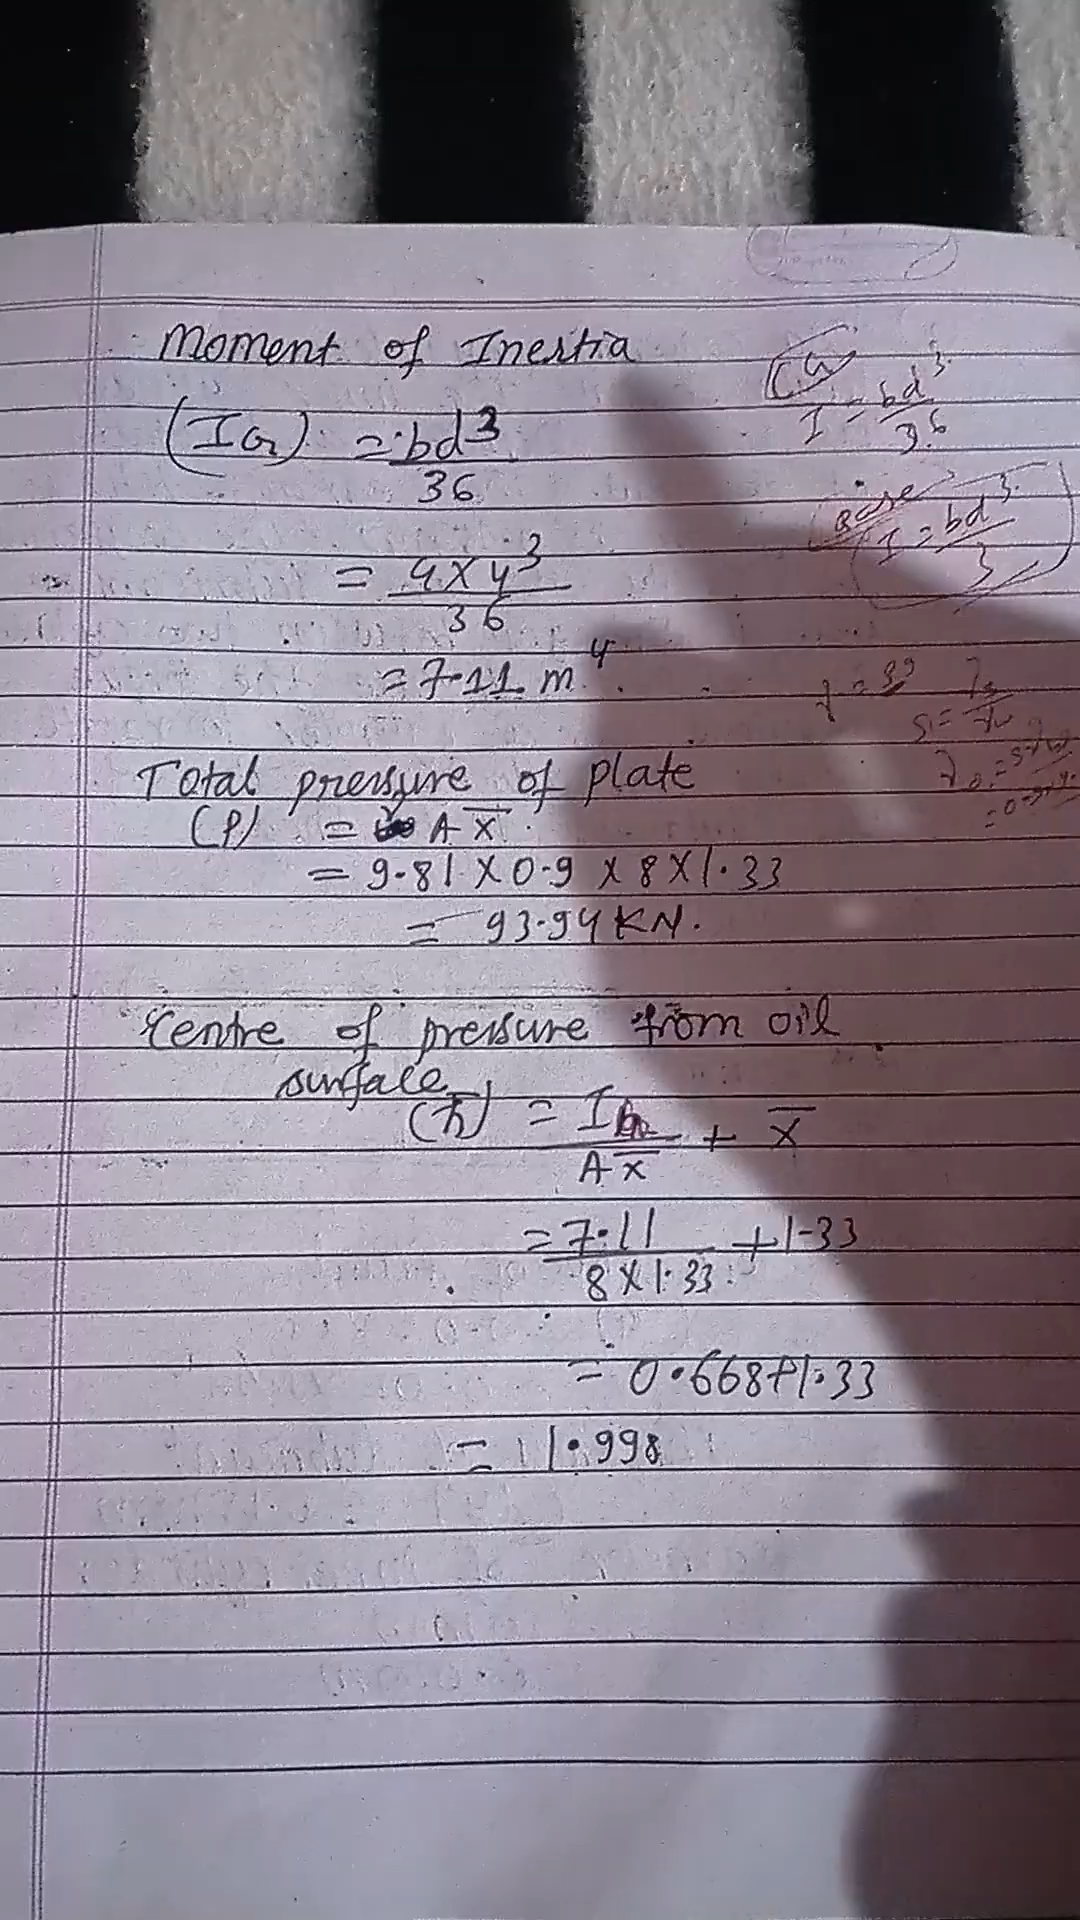 Moment of Inertia
(IG) = bd³
36
= 4×4³
36
= 7.11 m⁴
Total pressure of plate
(P) = A x̄
= 9.81 × 0.9 × 8 × 1.33
= 93.94 KN.
Centre of pressure from oil
surface
(h̄) = IG + x̄
A x̄
= 7.11 + 1.33
8 × 1.33
= 0.668 + 1.33
= 1.998
CG
I = bd³
36
Base
I = bd³
3